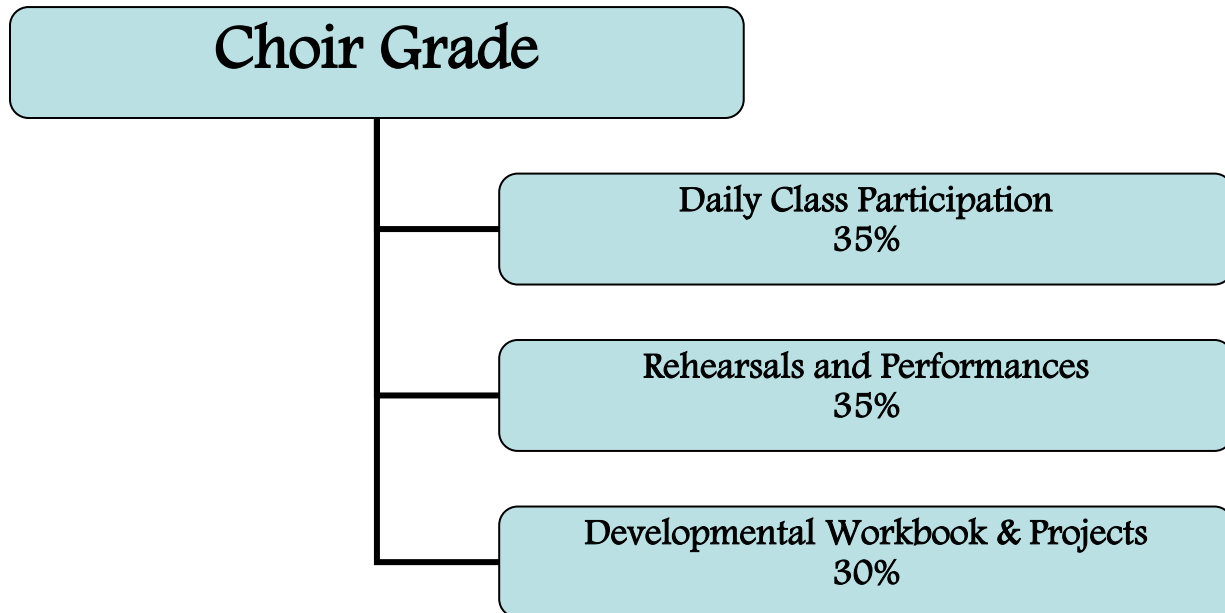 Choir Grade
Daily Class Participation
35%
Rehearsals and Performances
35%
Developmental Workbook & Projects
30%